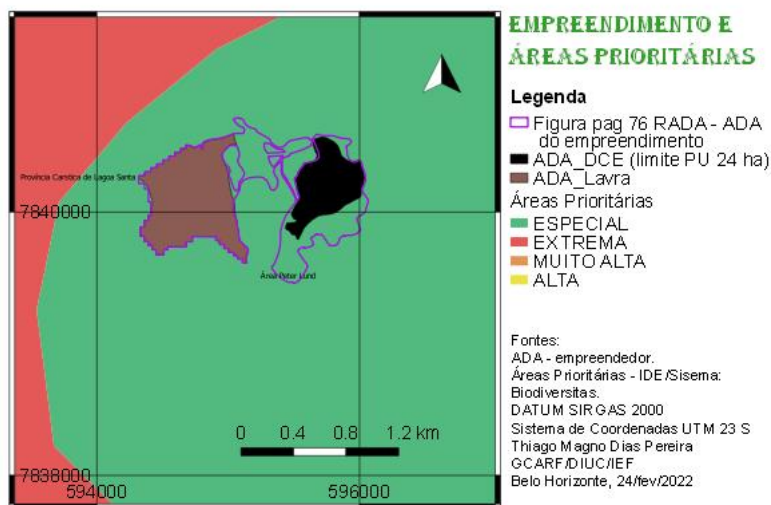 EMPREENDIMENTO E
ÁREAS PRIORITÁRIAS
Legenda
Figura pag 76 RADA - ADA
do empreendimento
ADA_DCE (limite PU 24 ha)
ADA_Lavra
Áreas Prioritárias
ESPECIAL
EXTREMA
MUITO ALTA
ALTA
Fontes:
ADA - empreendedor.
Áreas Prioritárias - IDE/Sisema:
Biodiversitas.
DATUM SIRGAS 2000
Sistema de Coordenadas UTM 23 S
Thiago Magno Dias Pereira
GCARF/DIUC/IEF
Belo Horizonte, 24/fev/2022
Província Carstica de Lagoa Santa
7840000
Área Peter Lund
0 0.4 0.8 1.2 km
7838000
594000 596000